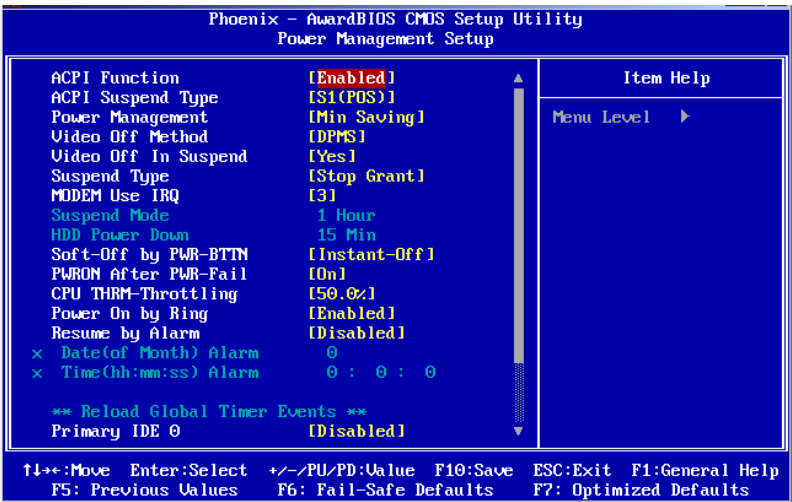 Phoenix - AwardBIOS CMOS Setup Utility
Power Management Setup
ACPI Function [Enabled]
Item Help
ACPI Suspend Type [S1(POS)]
Power Management [Min Saving]
Menu Level
Video Off Method [DPMS]
Video Off In Suspend [Yes]
Suspend Type [Stop Grant]
MODEM Use IRQ [3]
Suspend Mode 1 Hour
HDD Power Down 15 Min
Soft-Off by PWR-BTTN [Instant-Off]
PWRON After PWR-Fail [On]
CPU THRM-Throttling [50.0%]
Power On by Ring [Enabled]
Resume by Alarm [Disabled]
x Date(of Month) Alarm 0
x Time(hh:mm:ss) Alarm 0 : 0 : 0
** Reload Global Timer Events **
Primary IDE 0 [Disabled]
↑↓→←:Move Enter:Select +/-/PU/PD:Value F10:Save ESC:Exit F1:General Help
F5: Previous Values F6: Fail-Safe Defaults F7: Optimized Defaults